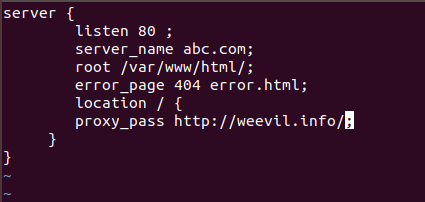 server {
        listen 80 ;
        server_name abc.com;
        root /var/www/html/;
        error_page 404 error.html;
        location / {
        proxy_pass http://weevil.info/;
     }
}
~
~